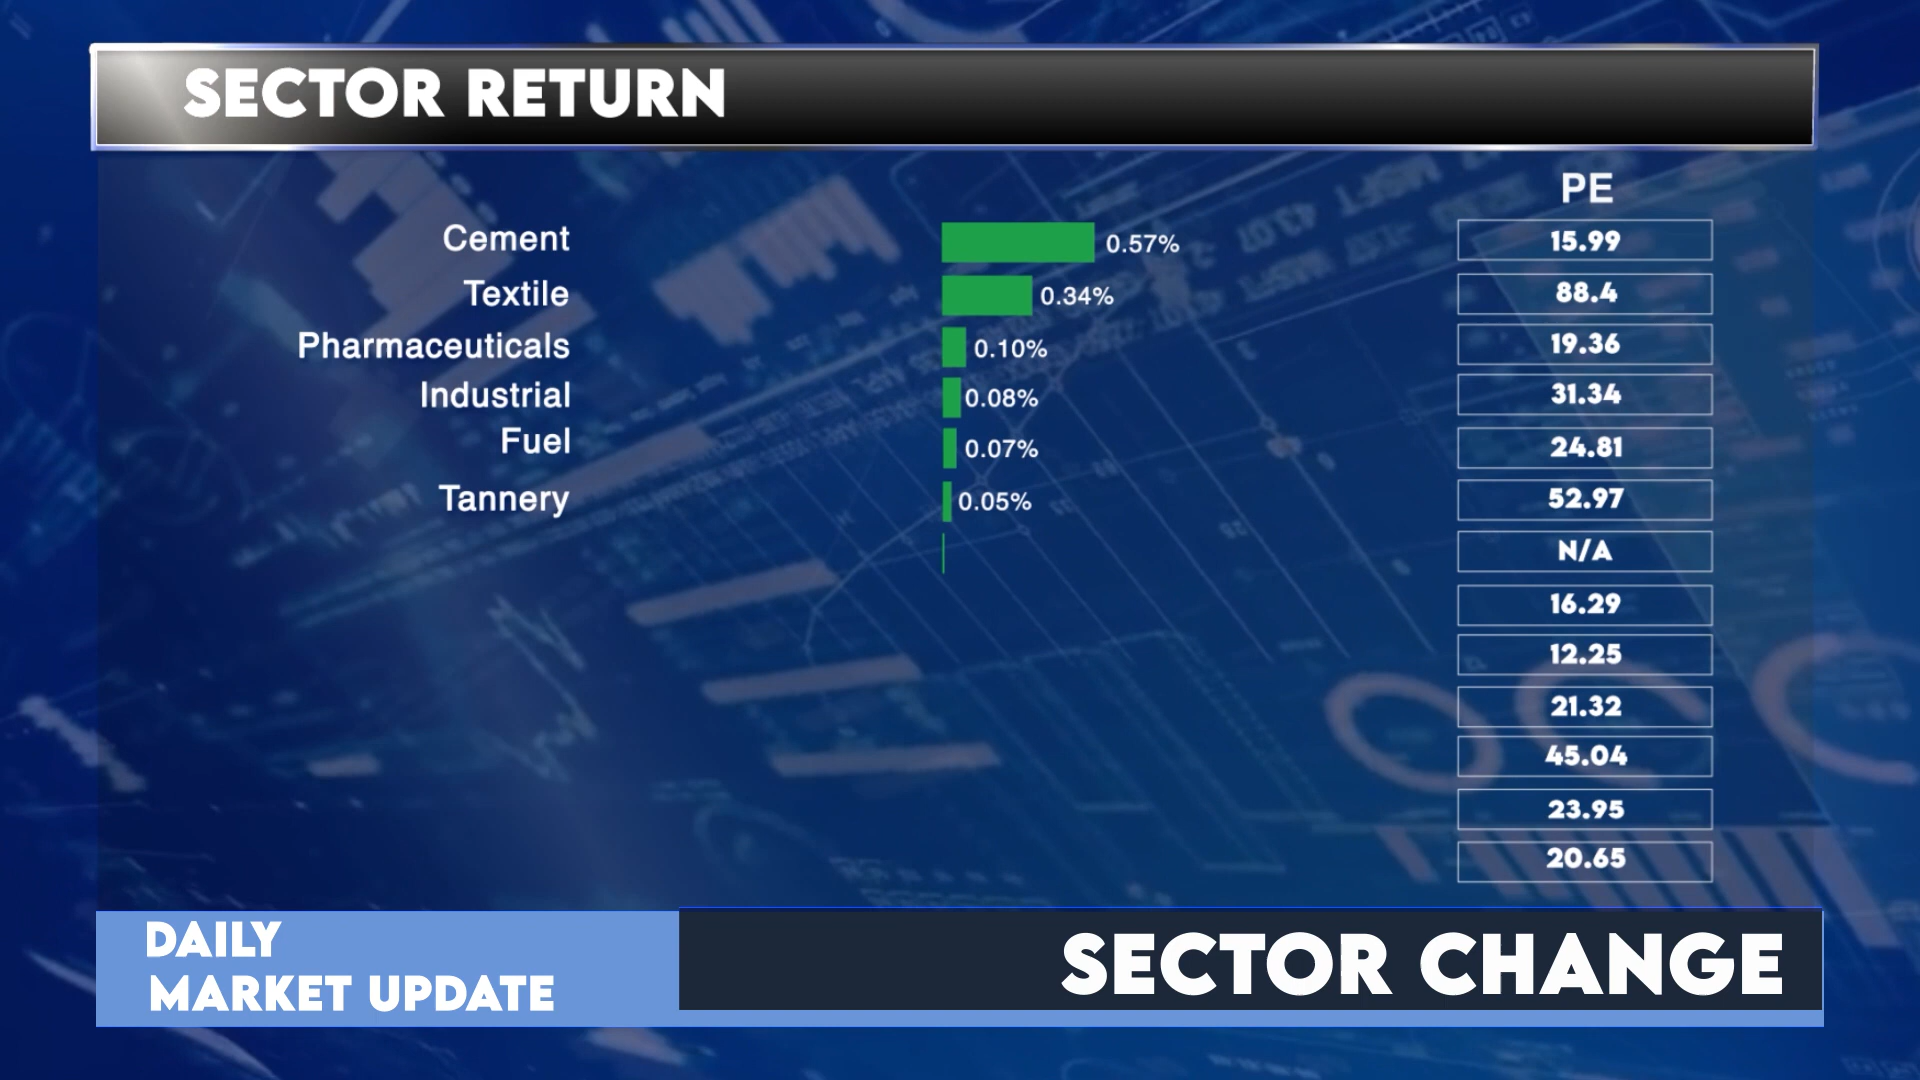 SECTOR RETURN
PE
Cement 0.57% 15.99
Textile 0.34% 88.4
Pharmaceuticals 0.10% 19.36
Industrial 0.08% 31.34
Fuel 0.07% 24.81
Tannery 0.05% 52.97
N/A
16.29
12.25
21.32
45.04
23.95
20.65
DAILY
MARKET UPDATE
SECTOR CHANGE